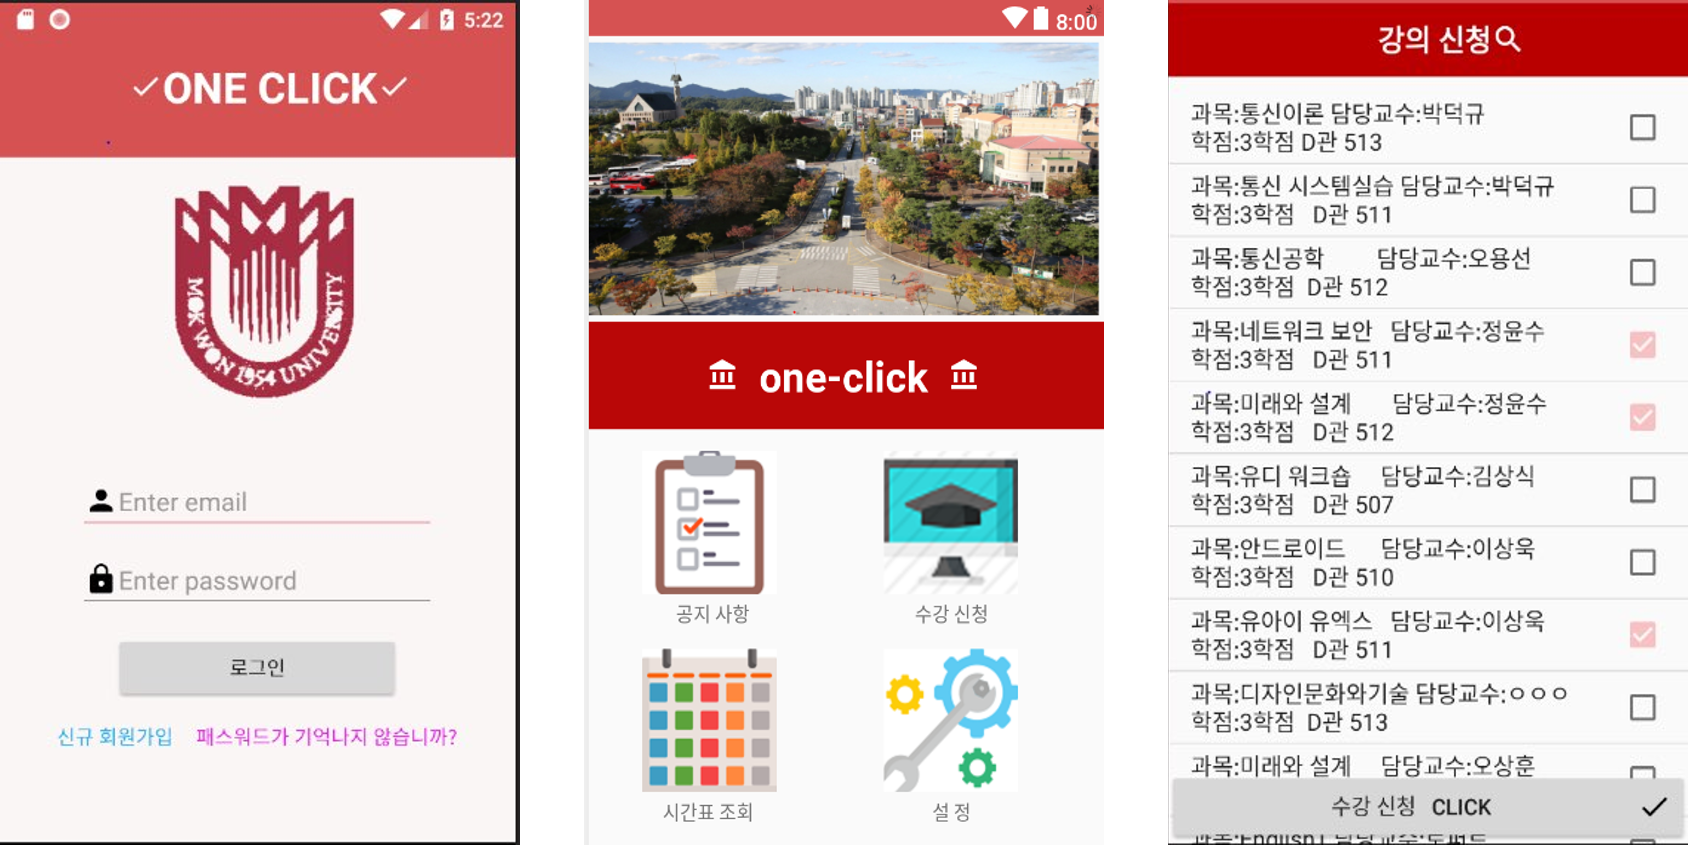 5:22
ONE CLICK
MOK WON 1954 UNIVERSITY
Enter email
Enter password
로그인
신규 회원가입 패스워드가 기억나지 않습니까?
8:00
one-click
공지 사항 수강 신청
시간표 조회 설 정
강의 신청
과목:통신이론 담당교수:박덕규
학점:3학점 D관 513
과목:통신 시스템실습 담당교수:박덕규
학점:3학점 D관 511
과목:통신공학 담당교수:오용선
학점:3학점 D관 512
과목:네트워크 보안 담당교수:정윤수
학점:3학점 D관 511
과목:미래와 설계 담당교수:정윤수
학점:3학점 D관 512
과목:유디 워크숍 담당교수:김상식
학점:3학점 D관 507
과목:안드로이드 담당교수:이상욱
학점:3학점 D관 510
과목:유아이 유엑스 담당교수:이상욱
학점:3학점 D관 511
과목:디자인문화와기술 담당교수:ㅇㅇㅇ
학점:3학점 D관 513
과목:미래와 설계 담당교수:오상훈
수강 신청 CLICK